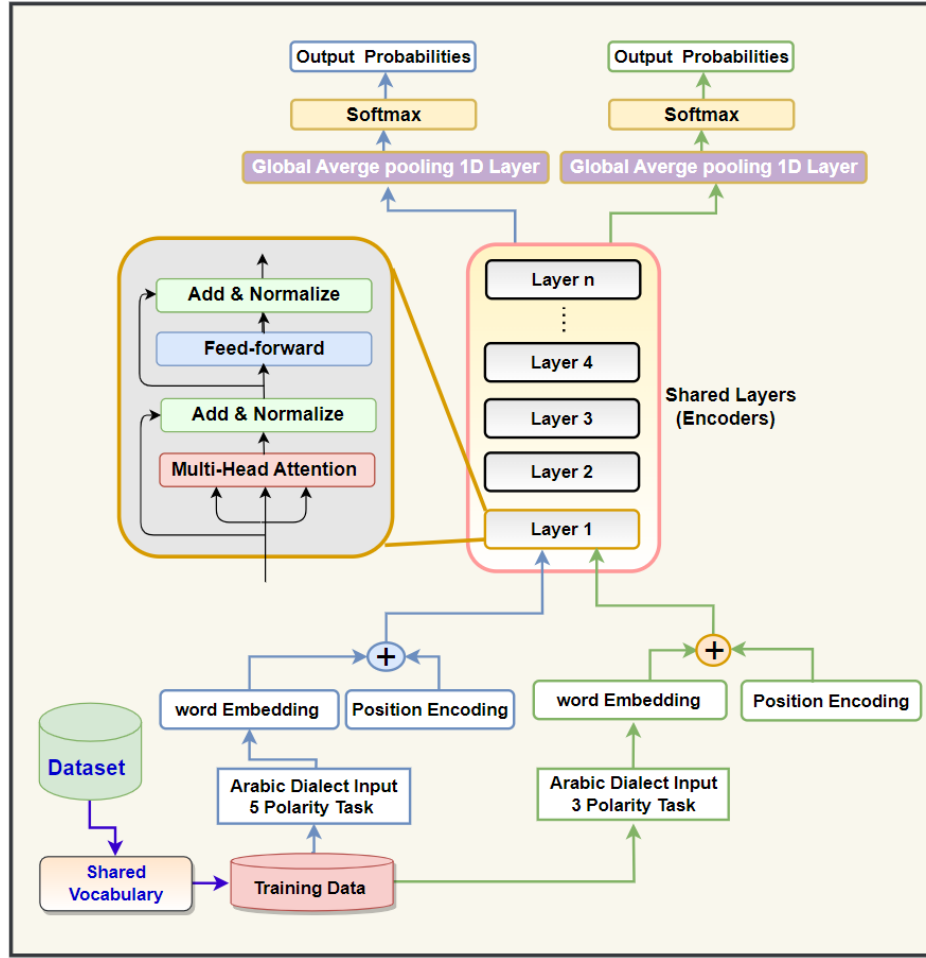 Output Probabilities
Output Probabilities
Softmax
Softmax
Global Averge pooling 1D Layer
Global Averge pooling 1D Layer
Add & Normalize
Feed-forward
Add & Normalize
Multi-Head Attention
Layer n
Layer 4
Layer 3
Layer 2
Layer 1
Shared Layers
(Encoders)
+
+
word Embedding
Position Encoding
word Embedding
Position Encoding
Arabic Dialect Input
5 Polarity Task
Arabic Dialect Input
3 Polarity Task
Dataset
Shared
Vocabulary
Training Data